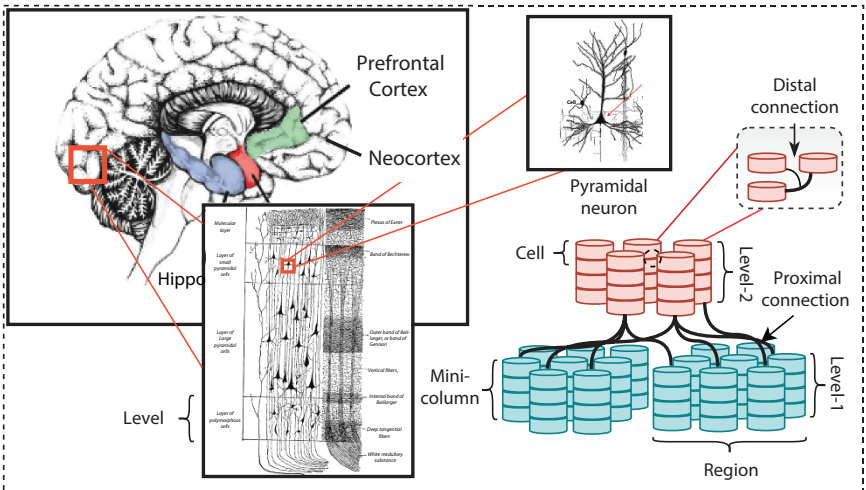 Prefrontal
Cortex
Neocortex
Hippo
Molecular
layer
Layer of
small
pyramidal
cells
Layer of
Large
pyramidal
cells
Layer of
polymorphous
cells
Plexus of Exner
Band of Bechterew
Outer band of Bail-
larger, or band of
Gennari
Vertical fibers,
Internal band of
Baillarger
Deep tangential
fibers
White medullary
substance
Level
Cell
Pyramidal
neuron
Distal
connection
Cell
Level-2
Proximal
connection
Mini-
column
Level-1
Region